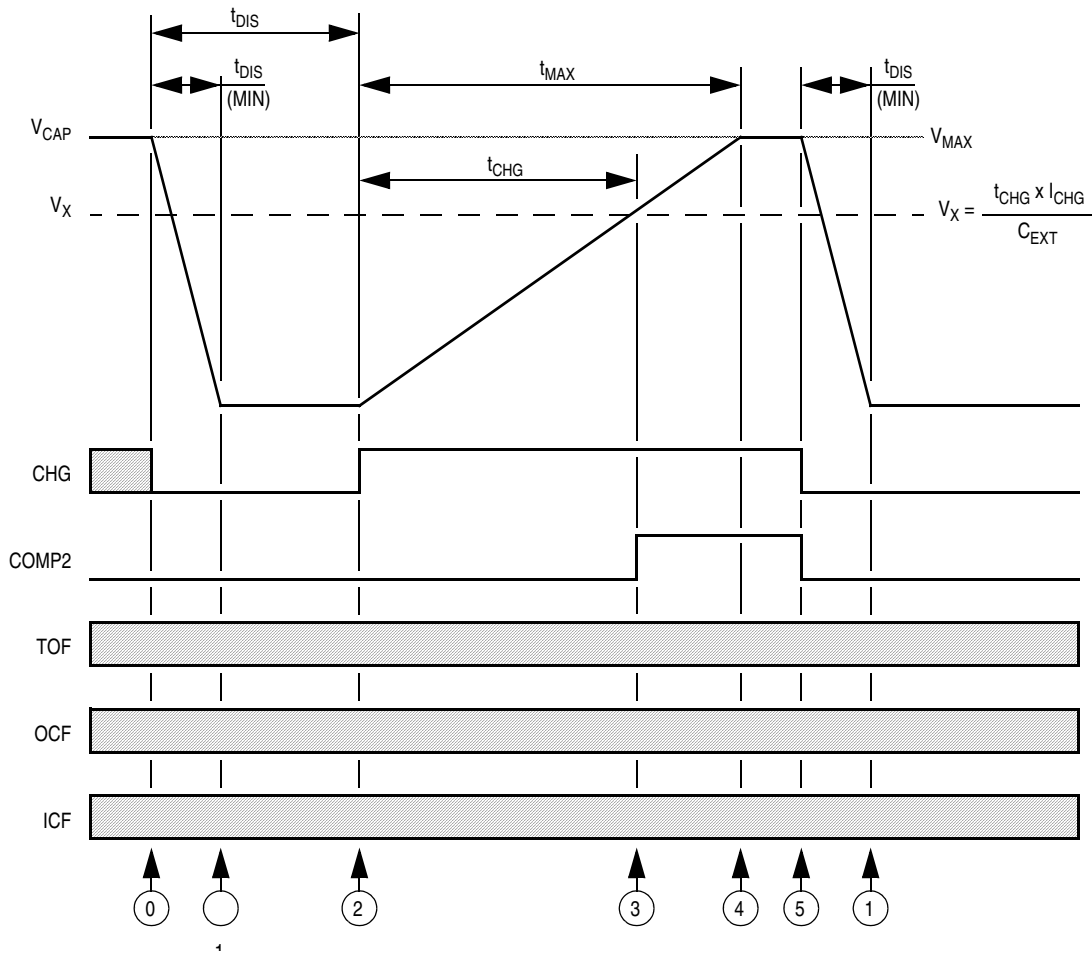 tDIS
tDIS
(MIN)
tMAX
tDIS
(MIN)
VCAP
VMAX
tCHG
VX
VX = tCHG x ICHG
CEXT
CHG
COMP2
TOF
OCF
ICF
0
2
3
4
5
1
1